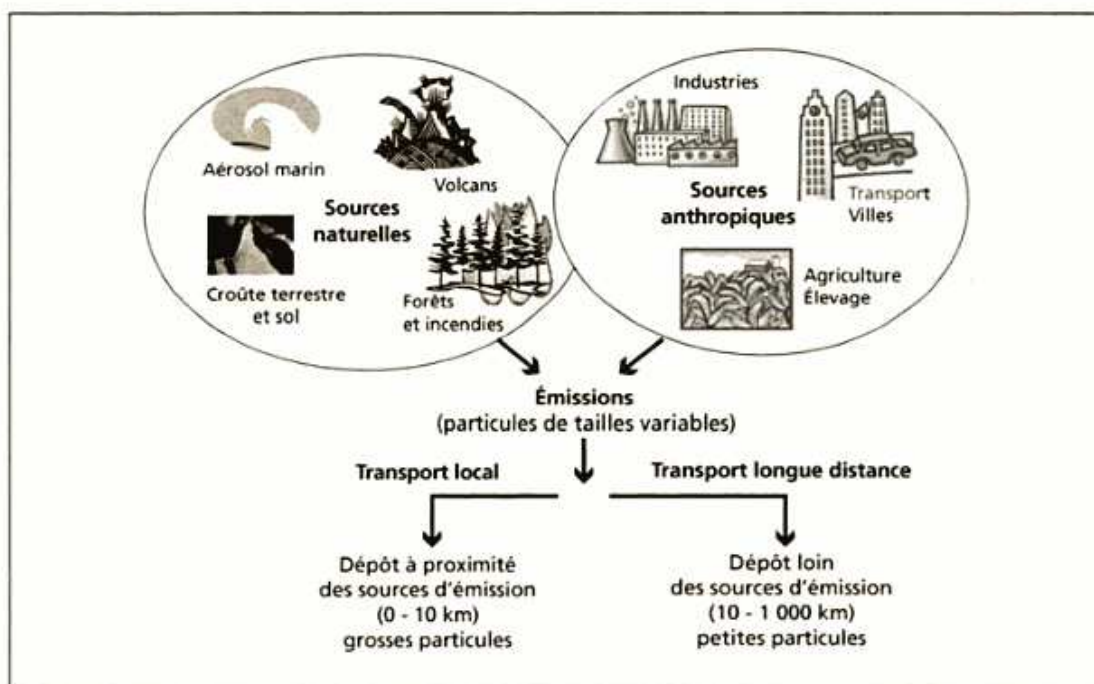 Aérosol marin
Volcans
Sources
naturelles
Croûte terrestre
et sol
Forêts
et incendies
Industries
Sources
anthropiques
Transport
Villes
Agriculture
Élevage
Émissions
(particules de tailles variables)
Transport local
Transport longue distance
Dépôt à proximité
des sources d'émission
(0 - 10 km)
grosses particules
Dépôt loin
des sources d'émission
(10 - 1 000 km)
petites particules